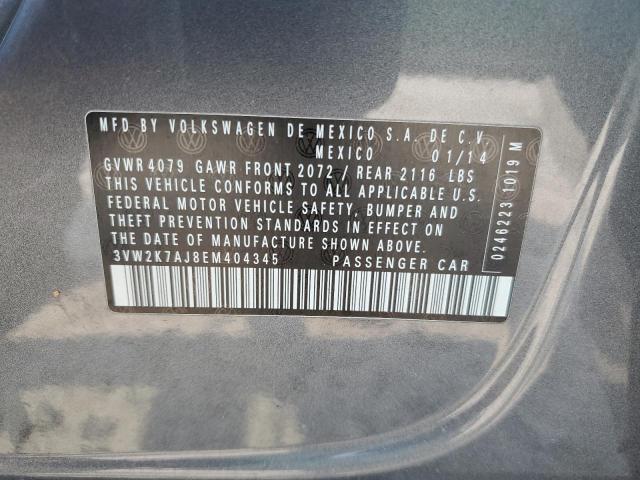 MFD BY VOLKSWAGEN DE MEXICO S.A. DE C.V.
MEXICO 01/14
GVWR 4079 GAWR FRONT 2072 / REAR 2116 LBS
THIS VEHICLE CONFORMS TO ALL APPLICABLE U.S.
FEDERAL MOTOR VEHICLE SAFETY, BUMPER AND
THEFT PREVENTION STANDARDS IN EFFECT ON
THE DATE OF MANUFACTURE SHOWN ABOVE.
3VW2K7AJ8EM404345 PASSENGER CAR
0246223 1019 M